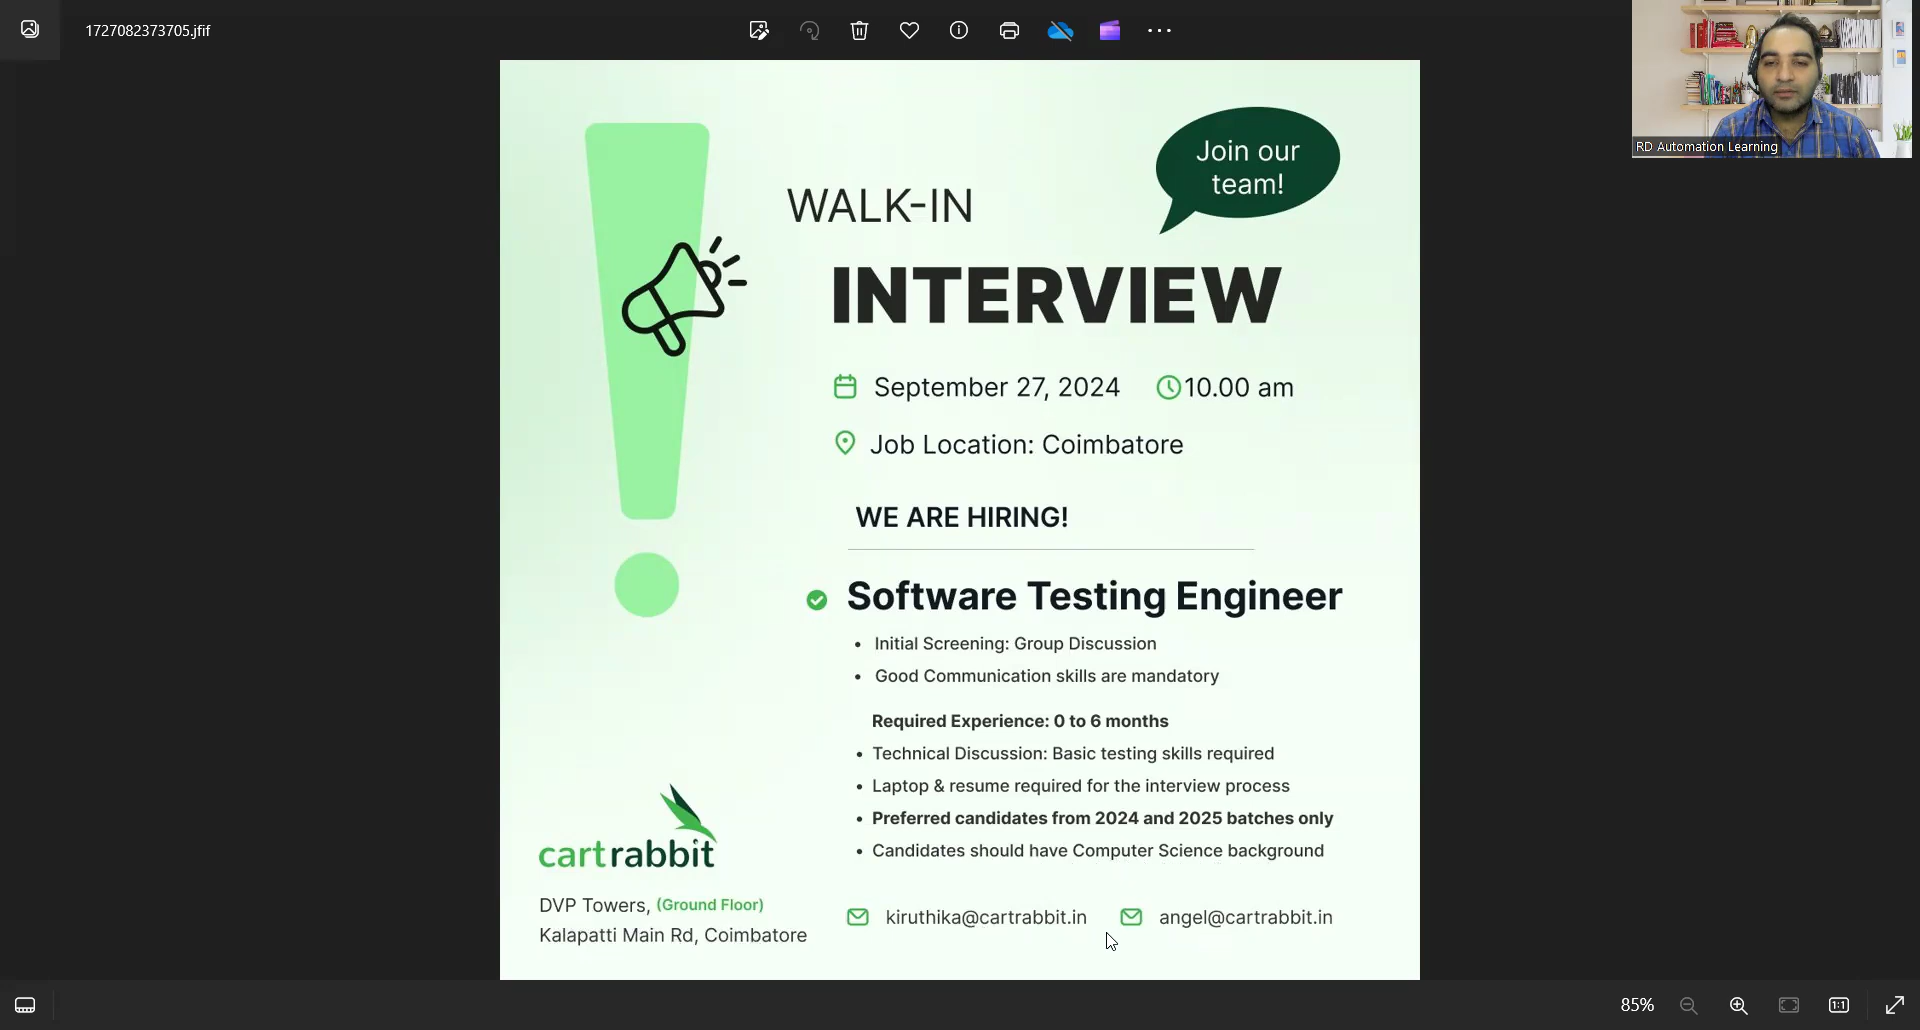 1727082373705.jfif
RD Automation Learning
Join our
team!
WALK-IN
INTERVIEW
September 27, 2024 10.00 am
Job Location: Coimbatore
WE ARE HIRING!
Software Testing Engineer
• Initial Screening: Group Discussion
• Good Communication skills are mandatory
Required Experience: 0 to 6 months
• Technical Discussion: Basic testing skills required
• Laptop & resume required for the interview process
• Preferred candidates from 2024 and 2025 batches only
• Candidates should have Computer Science background
cartrabbit
DVP Towers, (Ground Floor)
Kalapatti Main Rd, Coimbatore
kiruthika@cartrabbit.in angel@cartrabbit.in
85%
1:1